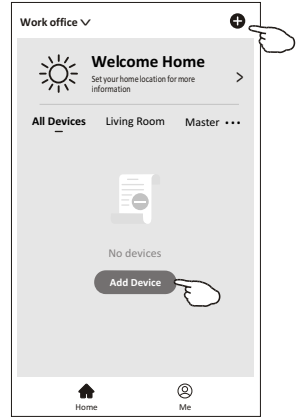 Work office
Welcome Home
Set your home location for more
information
All Devices Living Room Master ...
No devices
Add Device
Home Me